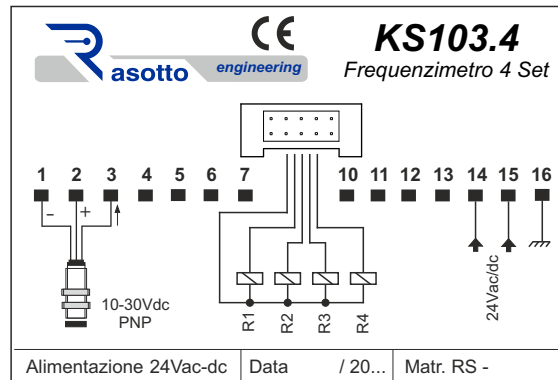 Rasotto engineering
CE
KS103.4
Frequenzimetro 4 Set
1 2 3 4 5 6 7 10 11 12 13 14 15 16
- +
10-30Vdc
PNP
R1 R2 R3 R4
24Vac/dc
Alimentazione 24Vac-dc Data / 20... Matr. RS -